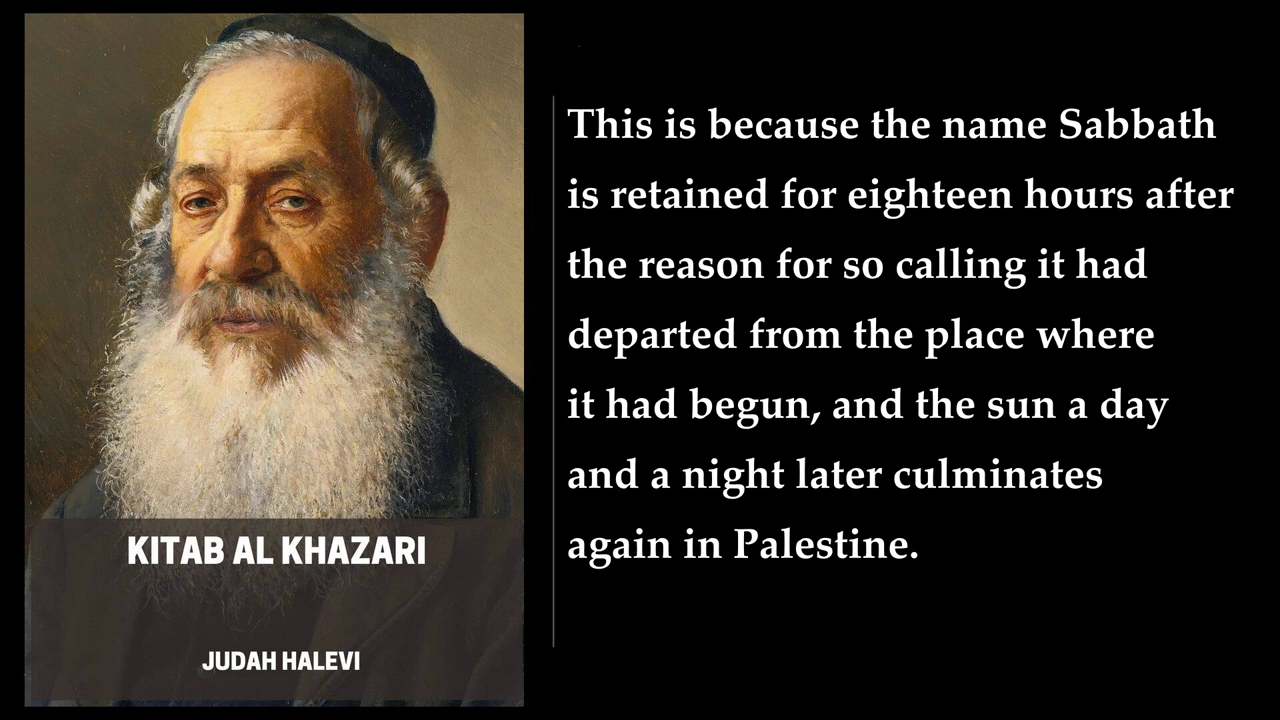 KITAB AL KHAZARI
JUDAH HALEVI
This is because the name Sabbath
is retained for eighteen hours after
the reason for so calling it had
departed from the place where
it had begun, and the sun a day
and a night later culminates
again in Palestine.